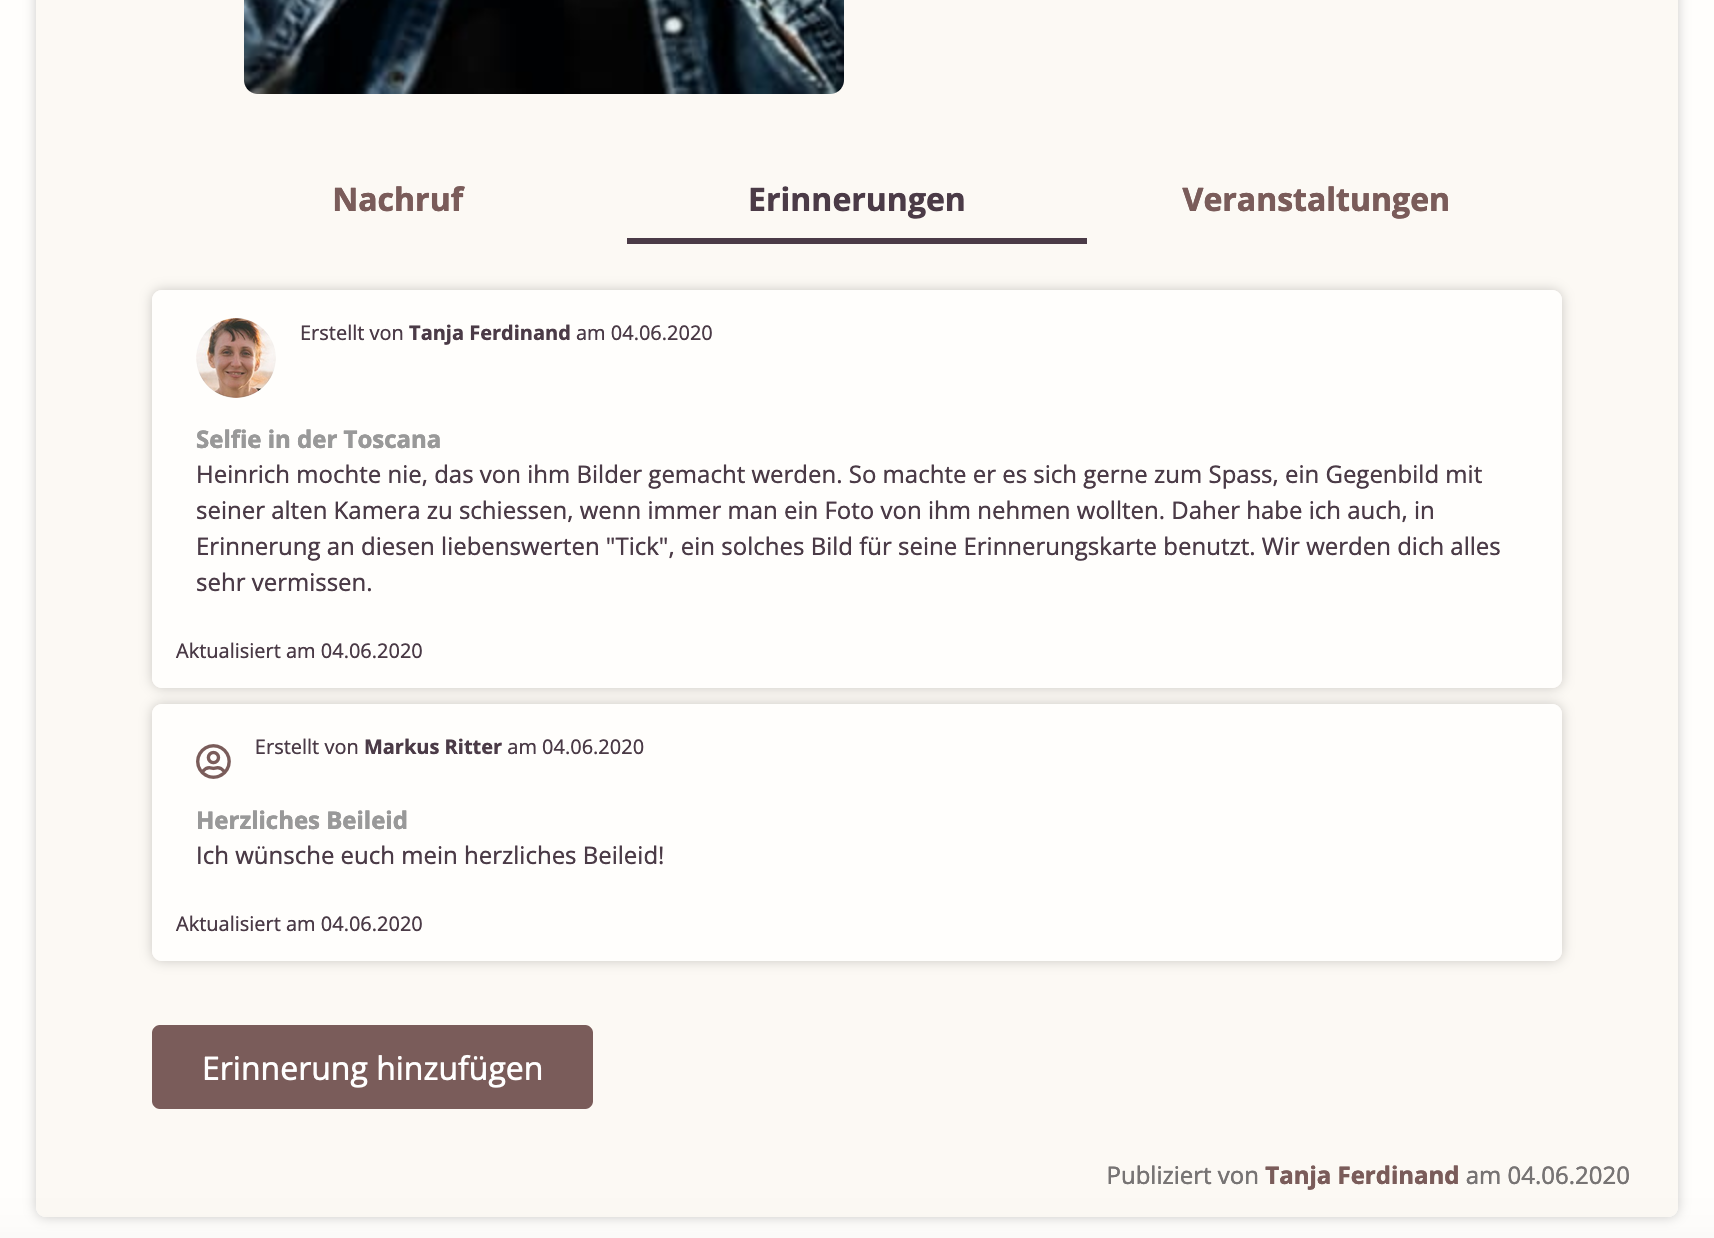 Nachruf Erinnerungen Veranstaltungen
Erstellt von Tanja Ferdinand am 04.06.2020
Selfie in der Toscana
Heinrich mochte nie, das von ihm Bilder gemacht werden. So machte er es sich gerne zum Spass, ein Gegenbild mit
seiner alten Kamera zu schiessen, wenn immer man ein Foto von ihm nehmen wollten. Daher habe ich auch, in
Erinnerung an diesen liebenswerten "Tick", ein solches Bild für seine Erinnerungskarte benutzt. Wir werden dich alles
sehr vermissen.
Aktualisiert am 04.06.2020
Erstellt von Markus Ritter am 04.06.2020
Herzliches Beileid
Ich wünsche euch mein herzliches Beileid!
Aktualisiert am 04.06.2020
Erinnerung hinzufügen
Publiziert von Tanja Ferdinand am 04.06.2020